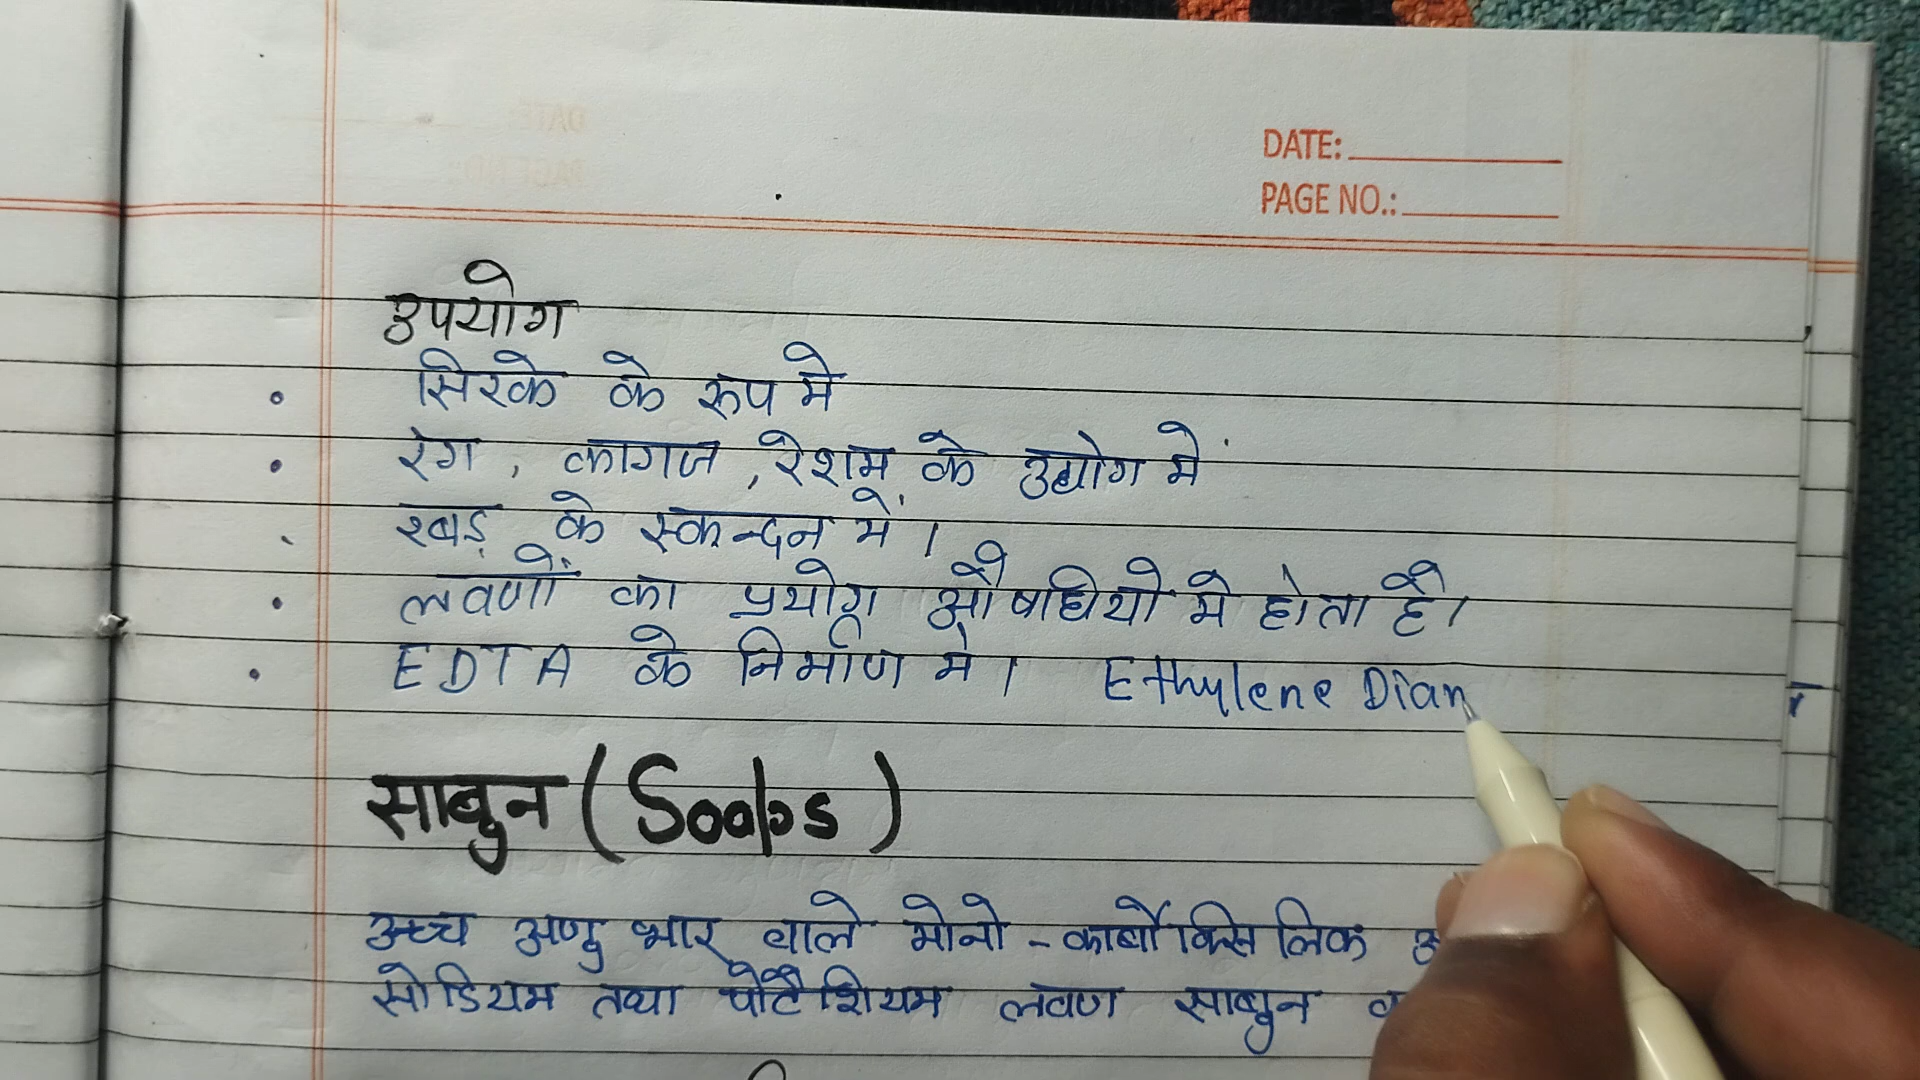 DATE:
PAGE NO.:
उपयोग
सिरके के रूप मे
रंग , कागज , रेशम के उद्योग में
रबड़ के स्कन्दन में ।
लवणों का प्रयोग औषधियो मे होता है।
EDTA के निर्माण मे । Ethylene Diam
साबुन ( Soaps )
उच्च अणु भार वाले मोनो - कार्बोक्सिलिक
सोडियम तथा पोटैशियम लवण साबुन